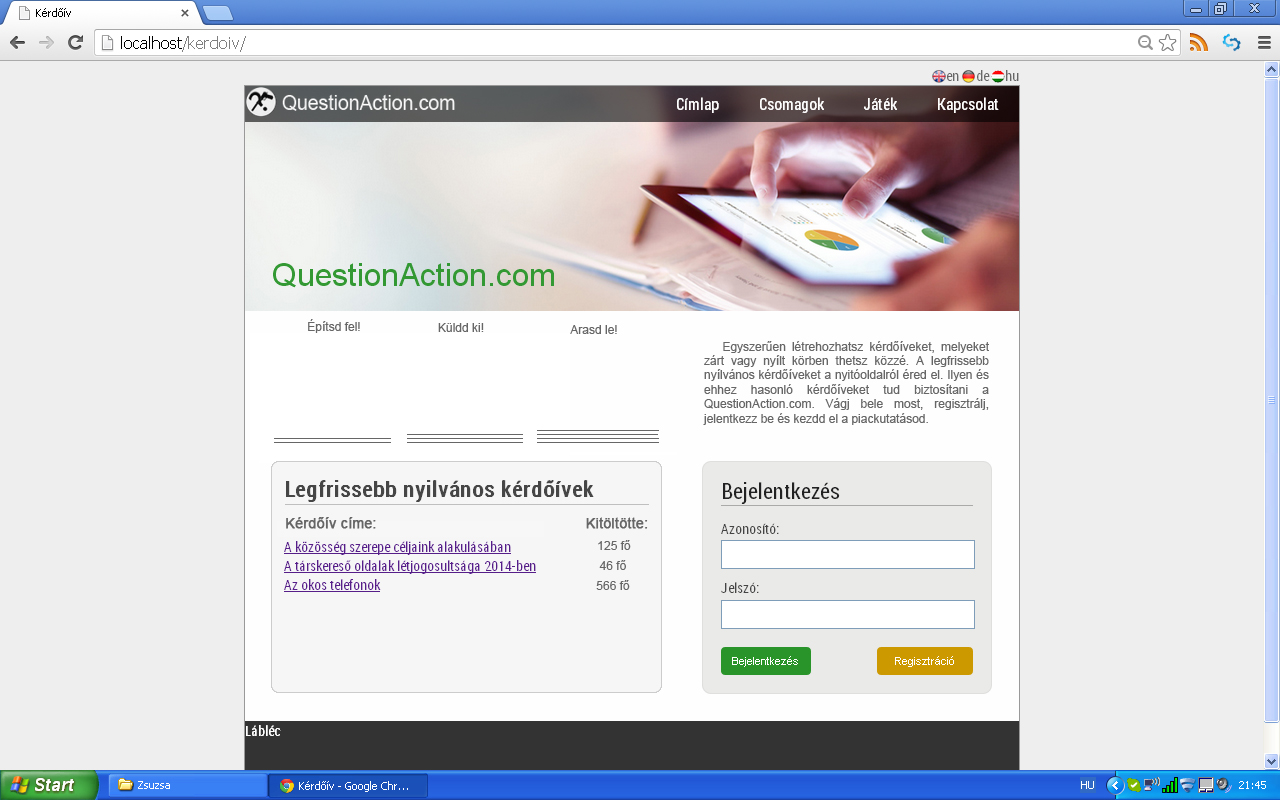 Kérdőív
localhost/kerdoiv/
en de hu
QuestionAction.com
Címlap Csomagok Játék Kapcsolat
QuestionAction.com
Építsd fel! Küldd ki! Arasd le!
Egyszerűen létrehozhatsz kérdőíveket, melyeket
zárt vagy nyílt körben thetsz közzé. A legfrissebb
nyílvános kérdőíveket a nyitóoldalról éred el. Ilyen és
ehhez hasonló kérdőíveket tud biztosítani a
QuestionAction.com. Vágj bele most, regisztrálj,
jelentkezz be és kezdd el a piackutatásod.
Legfrissebb nyilvános kérdőívek
Kérdőív címe: Kitöltötte:
A közösség szerepe céljaink alakulásában 125 fő
A társkereső oldalak létjogosultsága 2014-ben 46 fő
Az okos telefonok 566 fő
Bejelentkezés
Azonosító:
Jelszó:
Bejelentkezés Regisztráció
Lábléc
Start Zsuzsa Kérdőív - Google Chr... HU 21:45